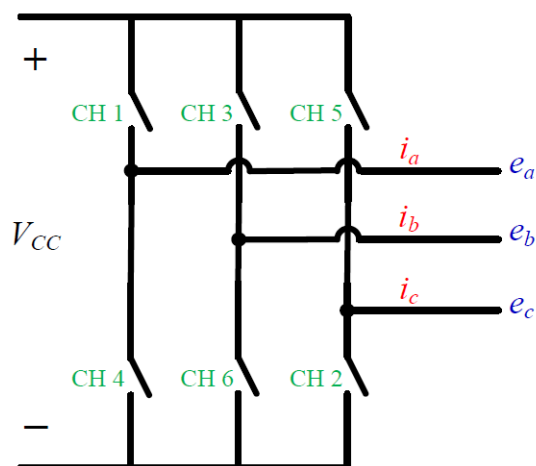 +
CH 1 CH 3 CH 5
i_a e_a
V_CC i_b e_b
i_c e_c
CH 4 CH 6 CH 2
−